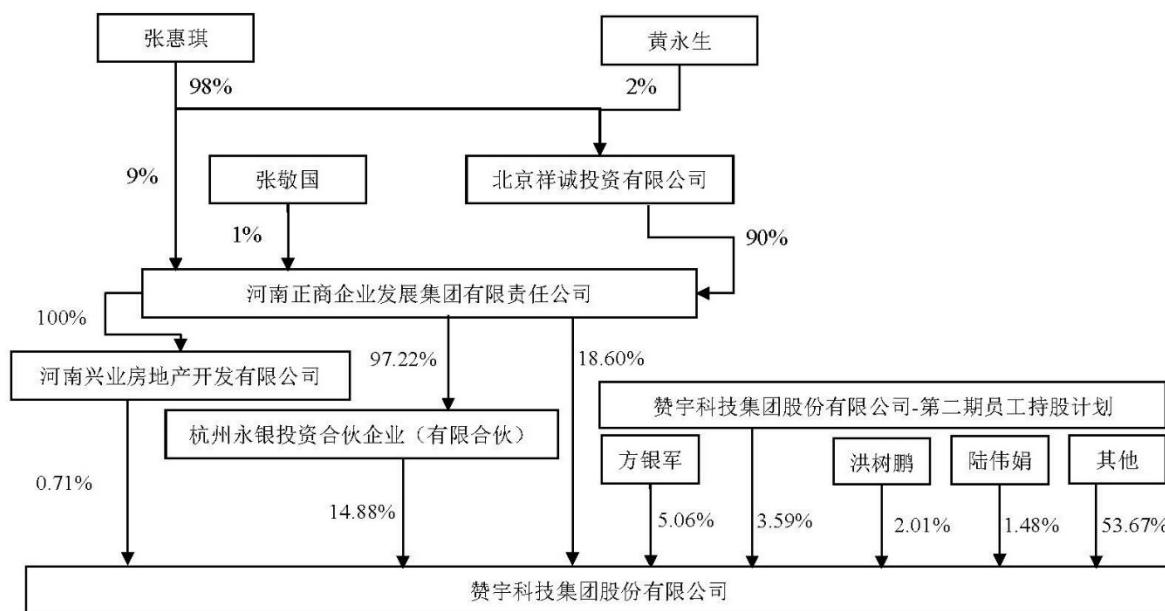 张惠琪
黄永生
98%
2%
9%
张敬国
北京祥诚投资有限公司
1%
90%
河南正商企业发展集团有限责任公司
100%
97.22%
18.60%
河南兴业房地产开发有限公司
赞宇科技集团股份有限公司-第二期员工持股计划
杭州永银投资合伙企业（有限合伙）
方银军
洪树鹏
陆伟娟
其他
0.71%
14.88%
5.06%
3.59%
2.01%
1.48%
53.67%
赞宇科技集团股份有限公司